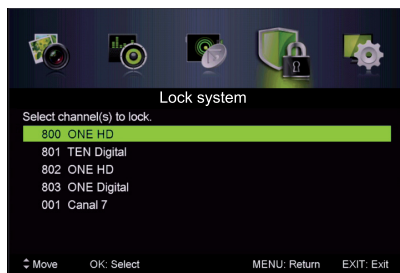 Lock system
Select channel(s) to lock.
800 ONE HD
801 TEN Digital
802 ONE HD
803 ONE Digital
001 Canal 7
Move OK: Select MENU: Return EXIT: Exit